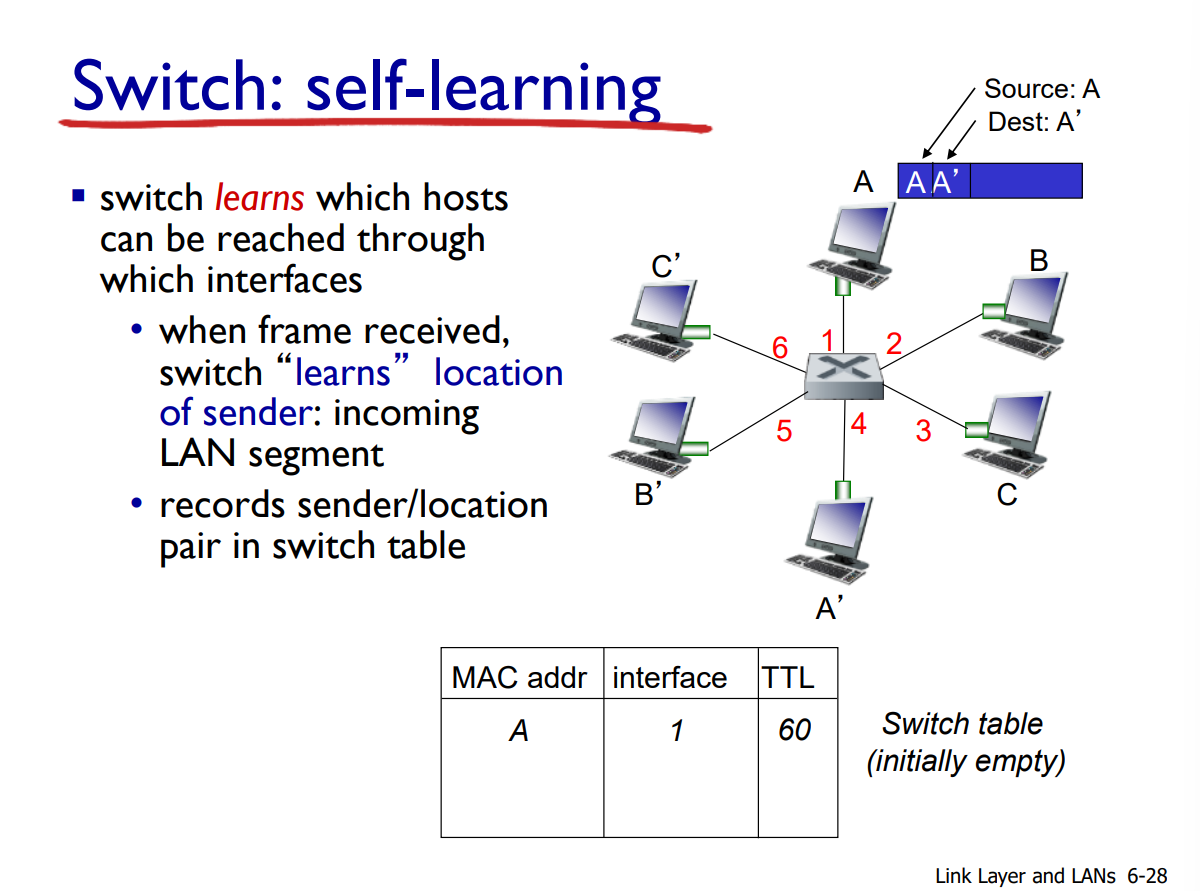 Switch: self-learning
▪ switch learns which hosts
can be reached through
which interfaces
• when frame received,
switch “learns” location
of sender: incoming
LAN segment
• records sender/location
pair in switch table
Source: A
Dest: A’
A
A A’
C’
B
6
1
2
5
4
3
B’
C
A’
MAC addr interface TTL
A 1 60
Switch table
(initially empty)
Link Layer and LANs 6-28